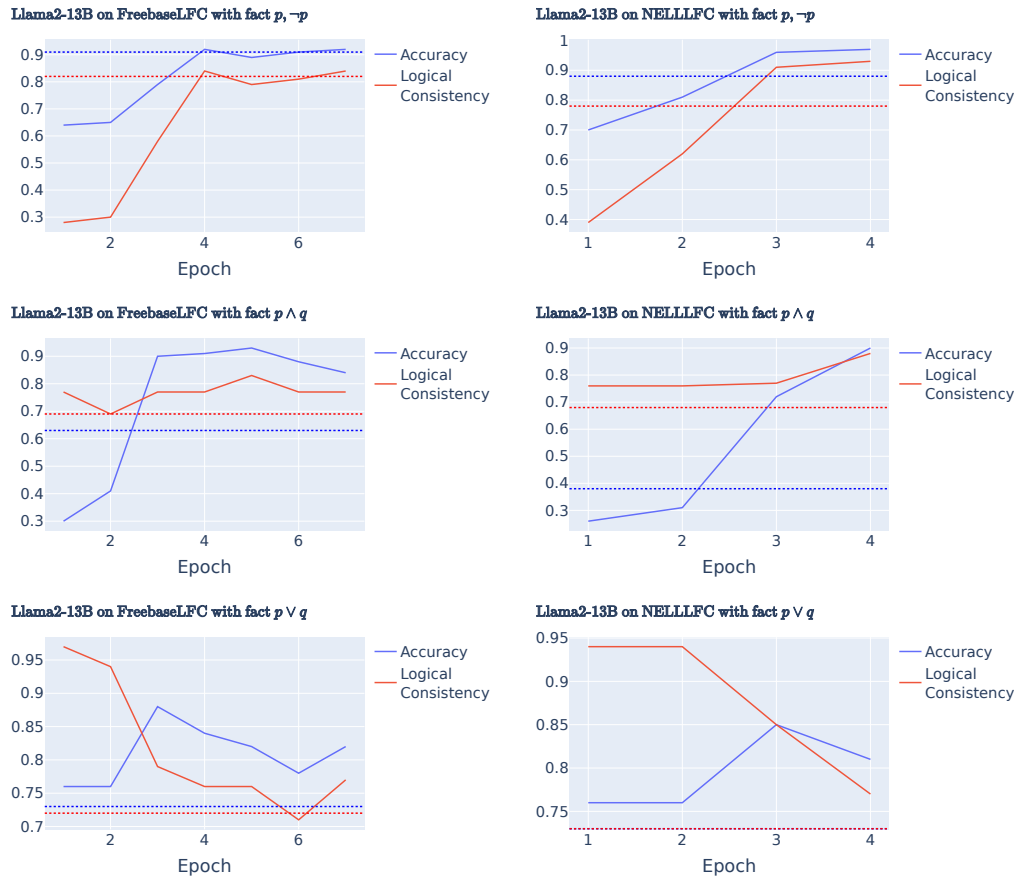 Llama2-13B on FreebaseLFC with fact p, ¬p
0.9
0.8
0.7
0.6
0.5
0.4
0.3
2
4
6
Epoch
Accuracy
Logical
Consistency
Llama2-13B on NELLLFC with fact p, ¬p
1
0.9
0.8
0.7
0.6
0.5
0.4
1
2
3
4
Epoch
Accuracy
Logical
Consistency
Llama2-13B on FreebaseLFC with fact p ∧ q
0.9
0.8
0.7
0.6
0.5
0.4
0.3
2
4
6
Epoch
Accuracy
Logical
Consistency
Llama2-13B on NELLLFC with fact p ∧ q
0.9
0.8
0.7
0.6
0.5
0.4
0.3
1
2
3
4
Epoch
Accuracy
Logical
Consistency
Llama2-13B on FreebaseLFC with fact p ∨ q
0.95
0.9
0.85
0.8
0.75
0.7
2
4
6
Epoch
Accuracy
Logical
Consistency
Llama2-13B on NELLLFC with fact p ∨ q
0.95
0.9
0.85
0.8
0.75
1
2
3
4
Epoch
Accuracy
Logical
Consistency